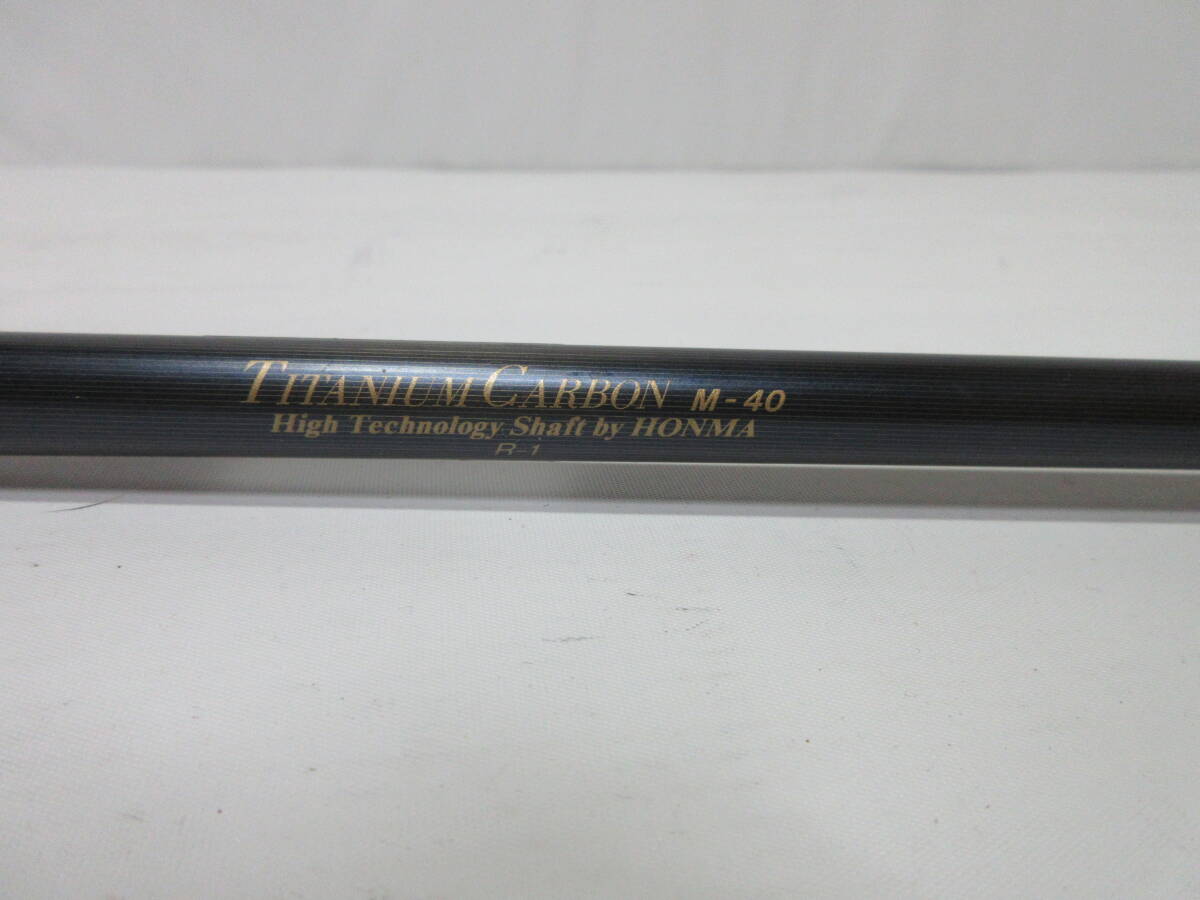 TITANIUM CARBON M-40
High Technology Shaft by HONMA
R-1